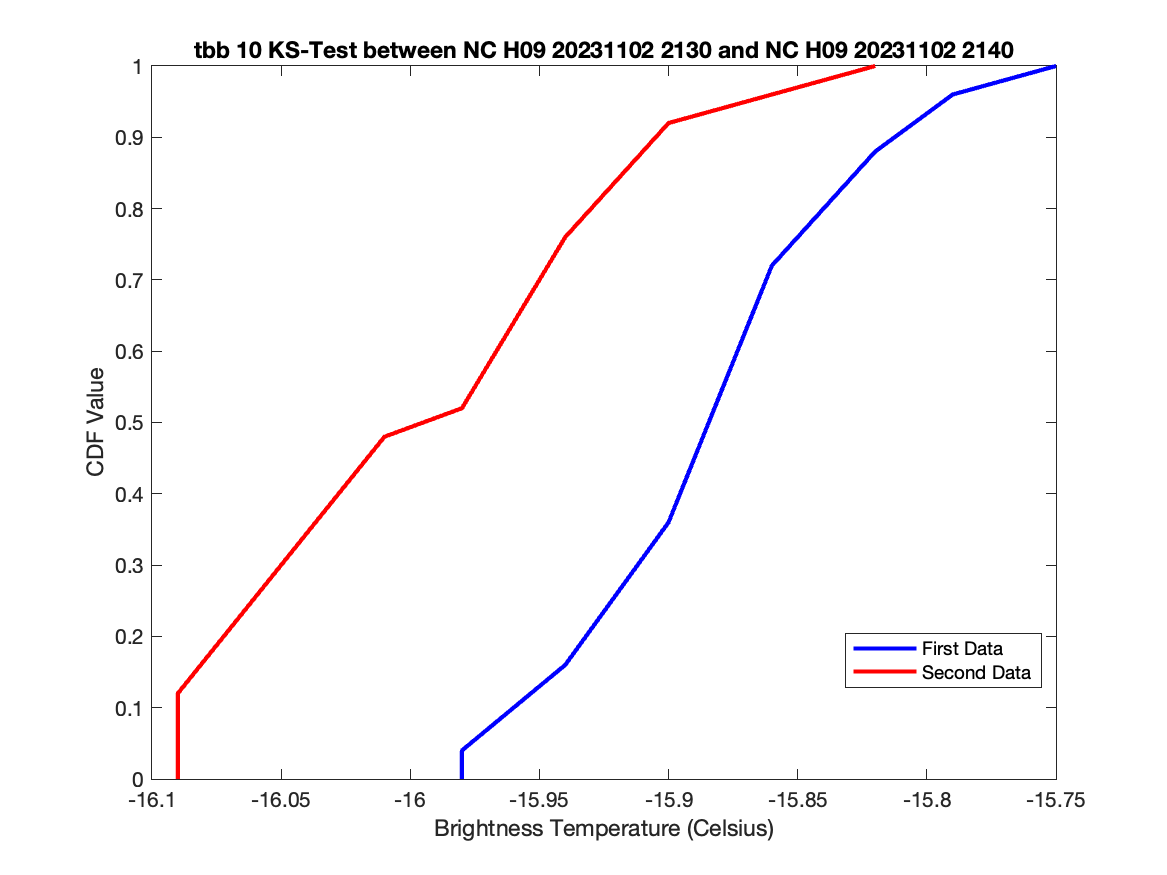 tbb 10 KS-Test between NC H09 20231102 2130 and NC H09 20231102 2140
1
0.9
0.8
0.7
0.6
0.5
0.4
0.3
0.2
0.1
0
CDF Value
First Data
Second Data
-16.1 -16.05 -16 -15.95 -15.9 -15.85 -15.8 -15.75
Brightness Temperature (Celsius)